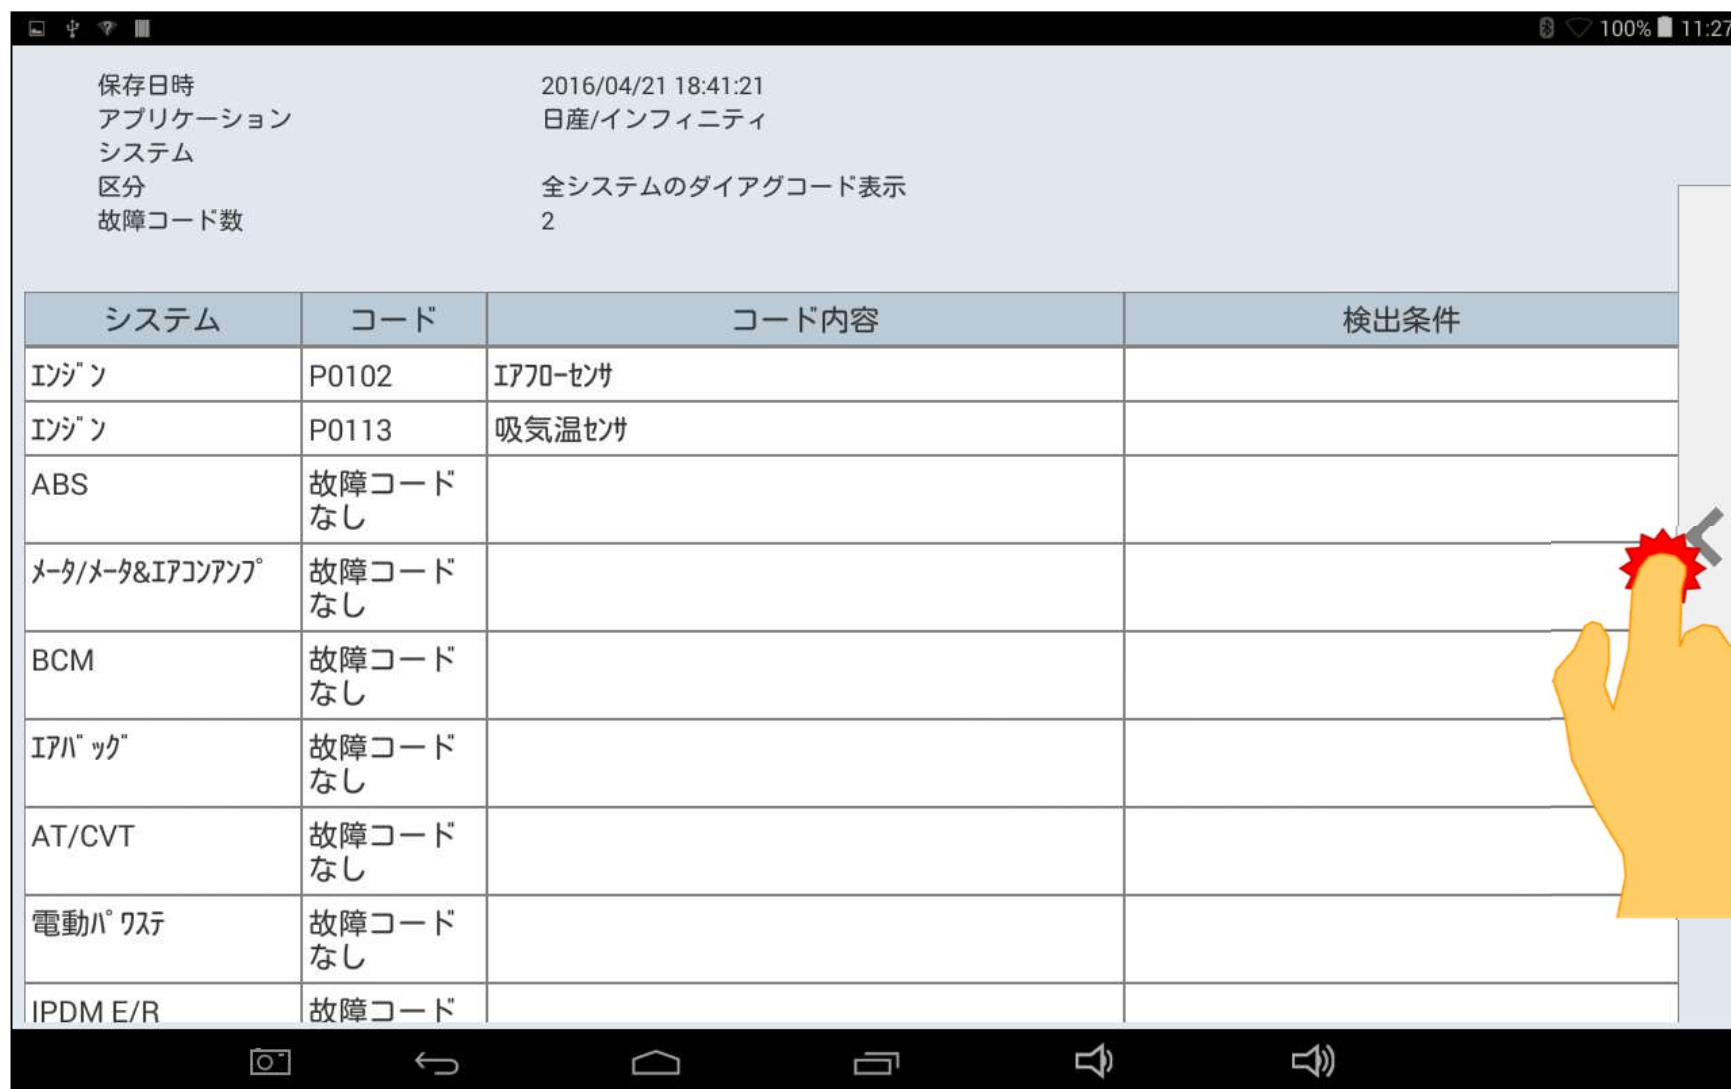 100% 11:27
保存日時 2016/04/21 18:41:21
アプリケーション 日産/インフィニティ
システム
区分 全システムのダイアグコード表示
故障コード数 2
システム コード コード内容 検出条件
ｴﾝｼﾞﾝ P0102 ｴｱﾌﾛｰｾﾝｻ
ｴﾝｼﾞﾝ P0113 吸気温ｾﾝｻ
ABS 故障コード
なし
ﾒｰﾀ/ﾒｰﾀ&ｴｱｺﾝｱﾝﾌﾟ 故障コード
なし
BCM 故障コード
なし
ｴｱﾊﾞｯｸﾞ 故障コード
なし
AT/CVT 故障コード
なし
電動ﾊﾟﾜｽﾃ 故障コード
なし
IPDM E/R 故障コード